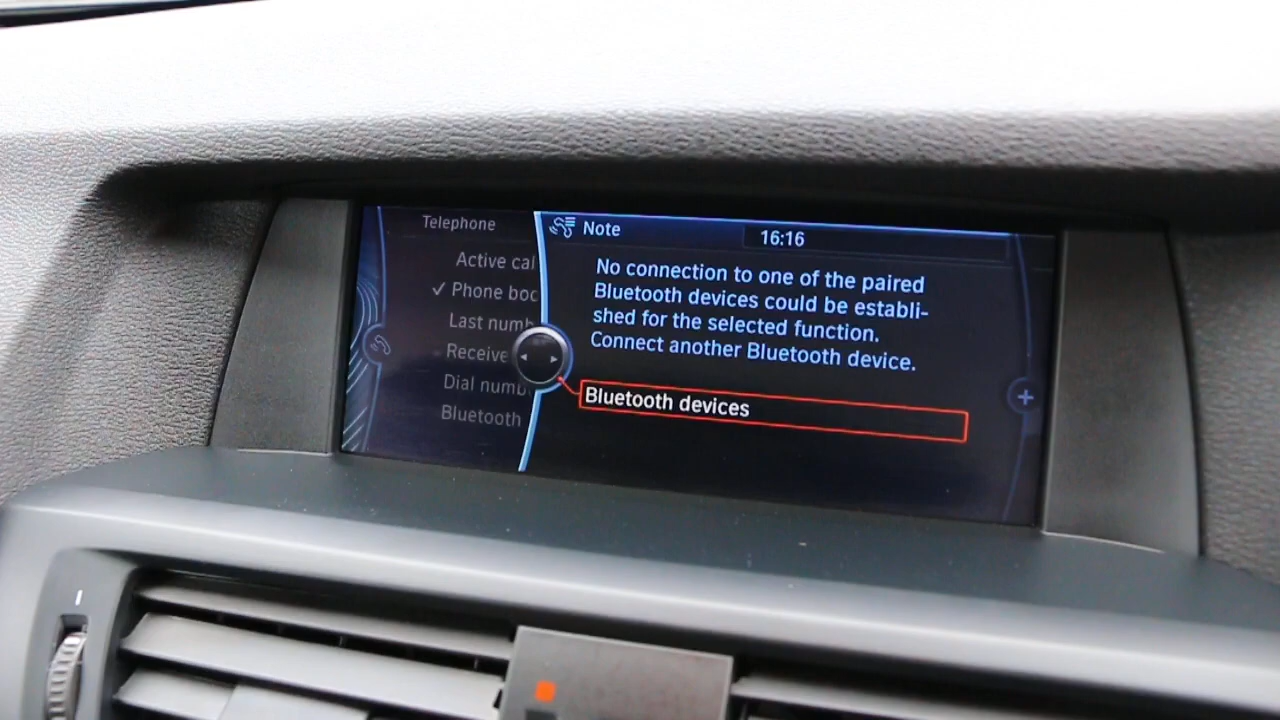 Telephone
Active cal
✓ Phone boc
Last numb
Receive
Dial numb
Bluetooth
Note
16:16
No connection to one of the paired
Bluetooth devices could be establi-
shed for the selected function.
Connect another Bluetooth device.
Bluetooth devices